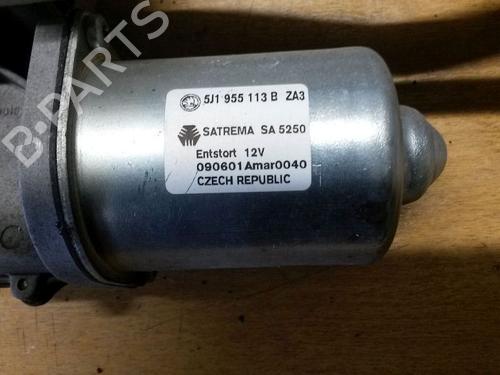 5J1 955 113 B ZA3
SATREMA SA 5250
Entstort 12V
090601Amar0040
CZECH REPUBLIC
B-PARTS